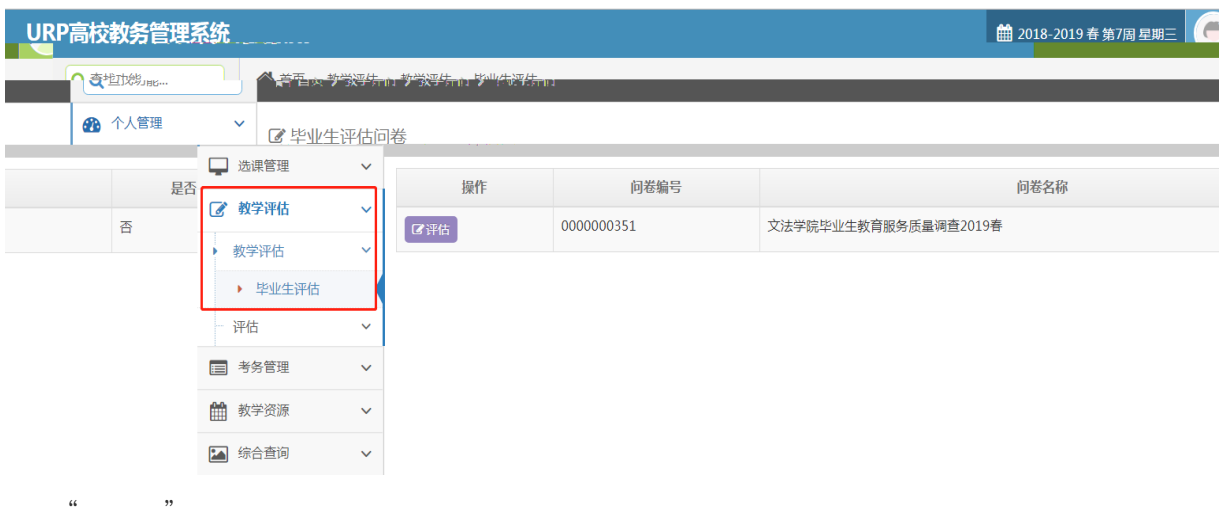 URP高校教务管理系统
2018-2019 春 第7周 星期三
查找功能...
首页 教学评估 教学评估 毕业生评估
个人管理
毕业生评估问卷
选课管理
是否
操作 问卷编号 问卷名称
教学评估
否
评估 0000000351 文法学院毕业生教育服务质量调查2019春
教学评估
毕业生评估
评估
考务管理
教学资源
综合查询
“ ”